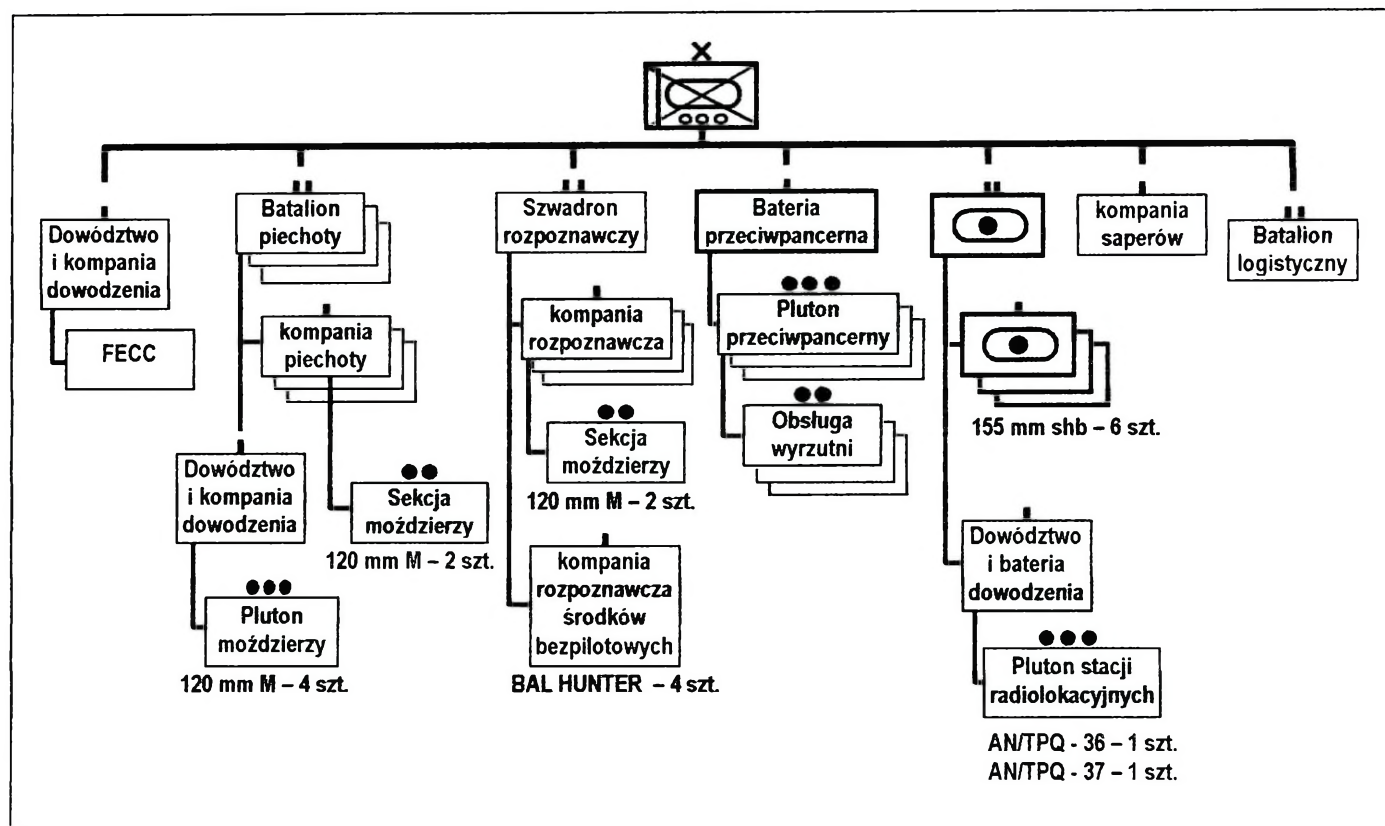 Dowództwo
i kompania
dowodzenia
FECC
Batalion
piechoty
kompania
piechoty
Sekcja
moździerzy
120 mm M – 2 szt.
Dowództwo
i kompania
dowodzenia
Pluton
moździerzy
120 mm M – 4 szt.
Szwadron
rozpoznawczy
kompania
rozpoznawcza
Sekcja
moździerzy
120 mm M – 2 szt.
kompania
rozpoznawcza
środków
bezpilotowych
BAL HUNTER – 4 szt.
Bateria
przeciwpancerna
Pluton
przeciwpancerny
Obsługa
wyrzutni
155 mm shb – 6 szt.
Dowództwo
i bateria
dowodzenia
Pluton stacji
radiolokacyjnych
AN/TPQ - 36 – 1 szt.
AN/TPQ - 37 – 1 szt.
kompania
saperów
Batalion
logistyczny